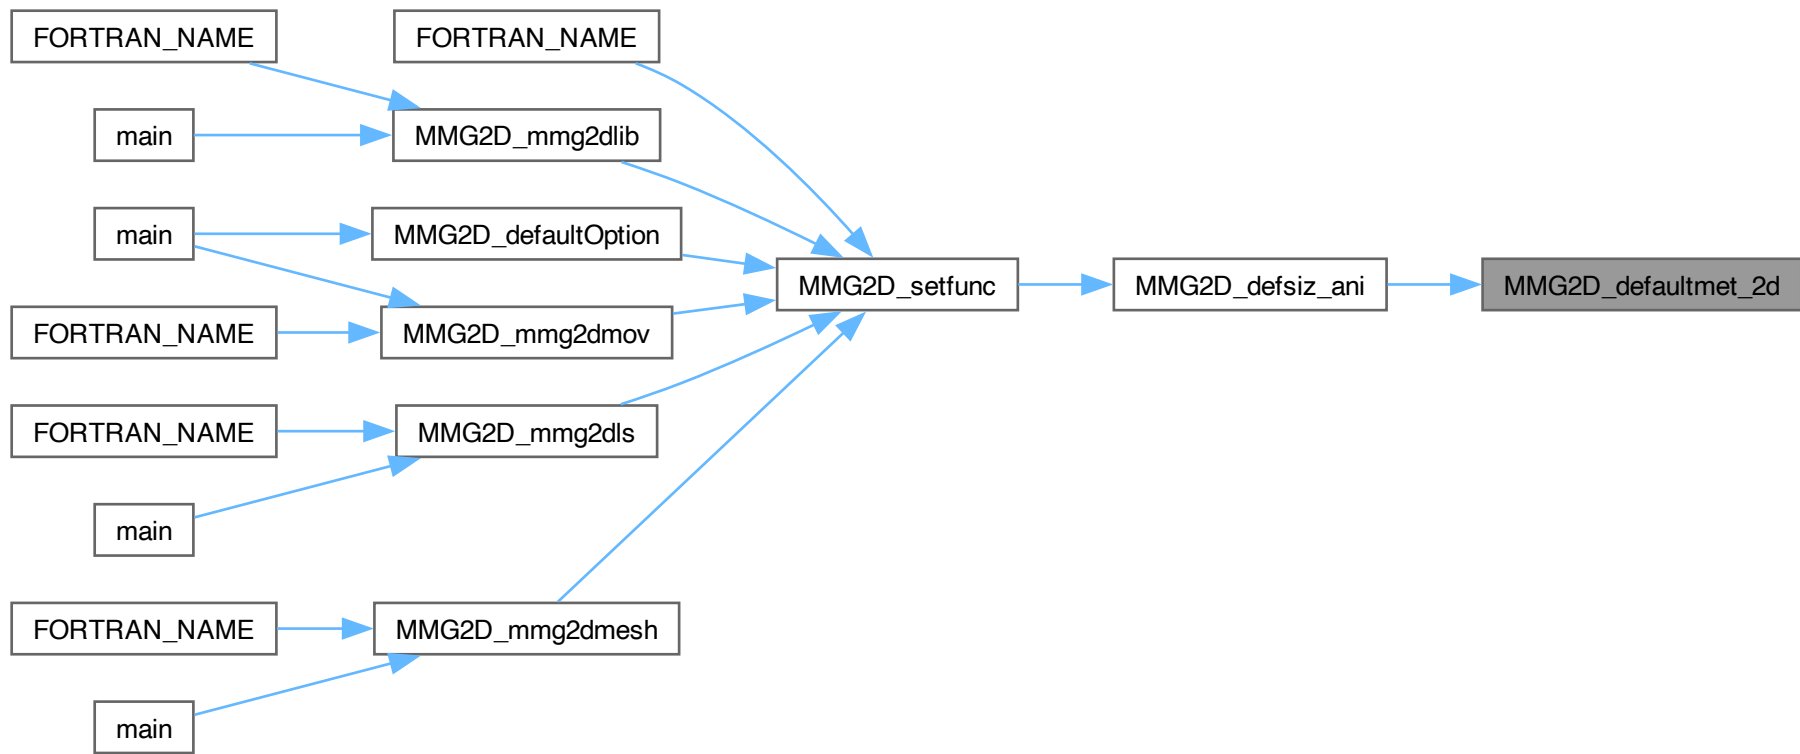 FORTRAN_NAME
FORTRAN_NAME
main
MMG2D_mmg2dlib
main
MMG2D_defaultOption
MMG2D_setfunc
MMG2D_defsiz_ani
MMG2D_defaultmet_2d
FORTRAN_NAME
MMG2D_mmg2dmov
FORTRAN_NAME
MMG2D_mmg2dls
main
FORTRAN_NAME
MMG2D_mmg2dmesh
main